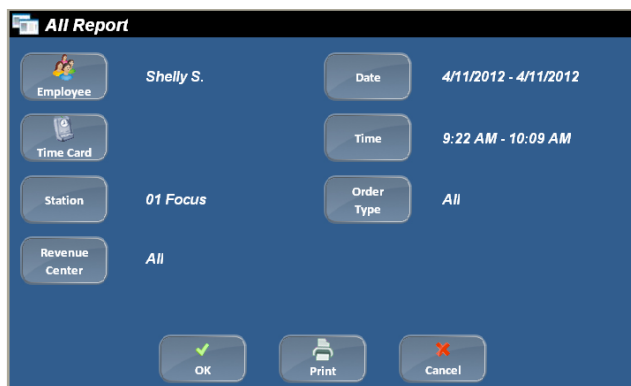 All Report
Employee Shelly S. Date 4/11/2012 - 4/11/2012
Time Card Time 9:22 AM - 10:09 AM
Station 01 Focus Order Type All
Revenue Center All
OK Print Cancel